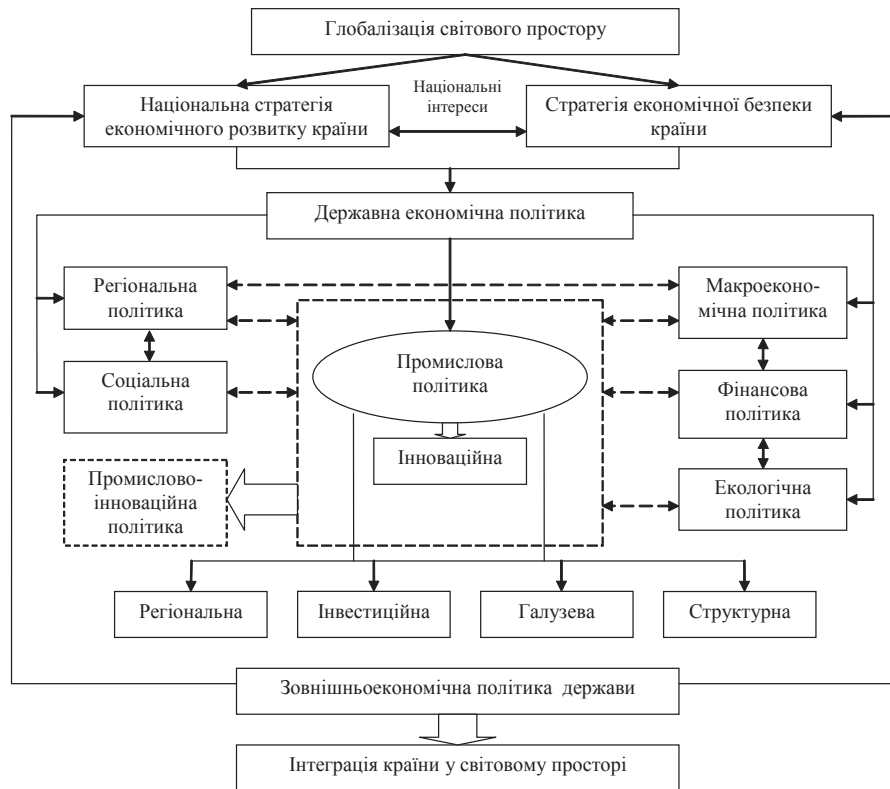 Глобалізація світового простору
Національна стратегія
економічного розвитку країни
Національні
інтереси
Стратегія економічної безпеки
країни
Державна економічна політика
Регіональна
політика
Макроеконо-
мічна політика
Промислова
політика
Соціальна
політика
Фінансова
політика
Інноваційна
Промислово-
інноваційна
політика
Екологічна
політика
Регіональна
Інвестиційна
Галузева
Структурна
Зовнішньоекономічна політика держави
Інтеграція країни у світовому просторі